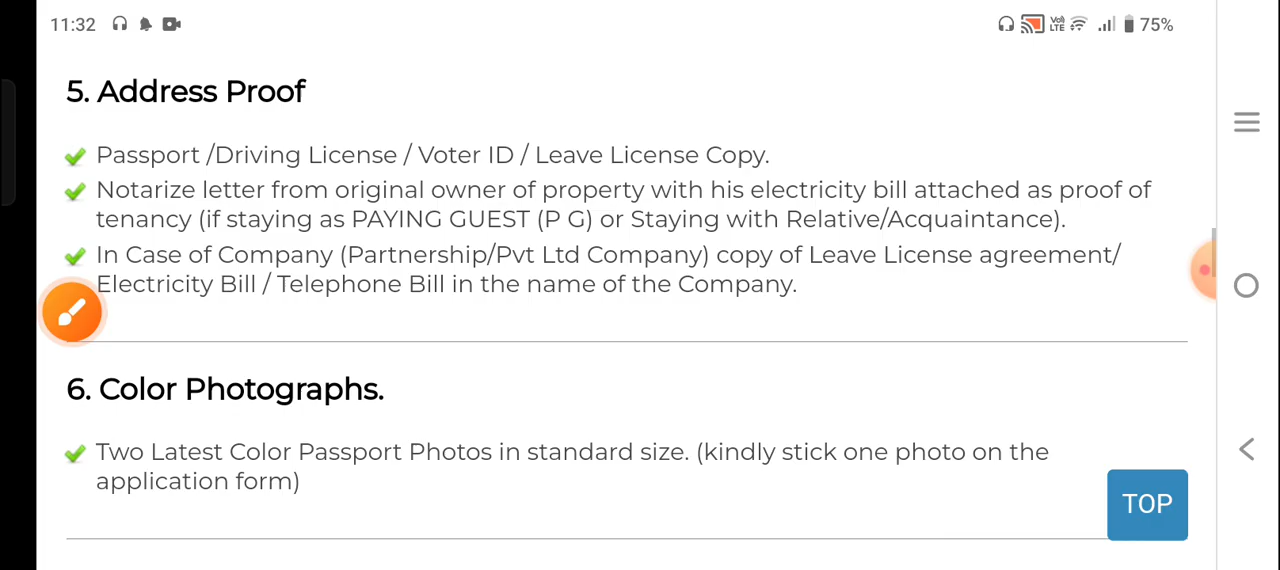 11:32
Vo) LTE
75%
5. Address Proof
Passport /Driving License / Voter ID / Leave License Copy.
Notarize letter from original owner of property with his electricity bill attached as proof of
tenancy (if staying as PAYING GUEST (P G) or Staying with Relative/Acquaintance).
In Case of Company (Partnership/Pvt Ltd Company) copy of Leave License agreement/
Electricity Bill / Telephone Bill in the name of the Company.
6. Color Photographs.
Two Latest Color Passport Photos in standard size. (kindly stick one photo on the
application form)
TOP